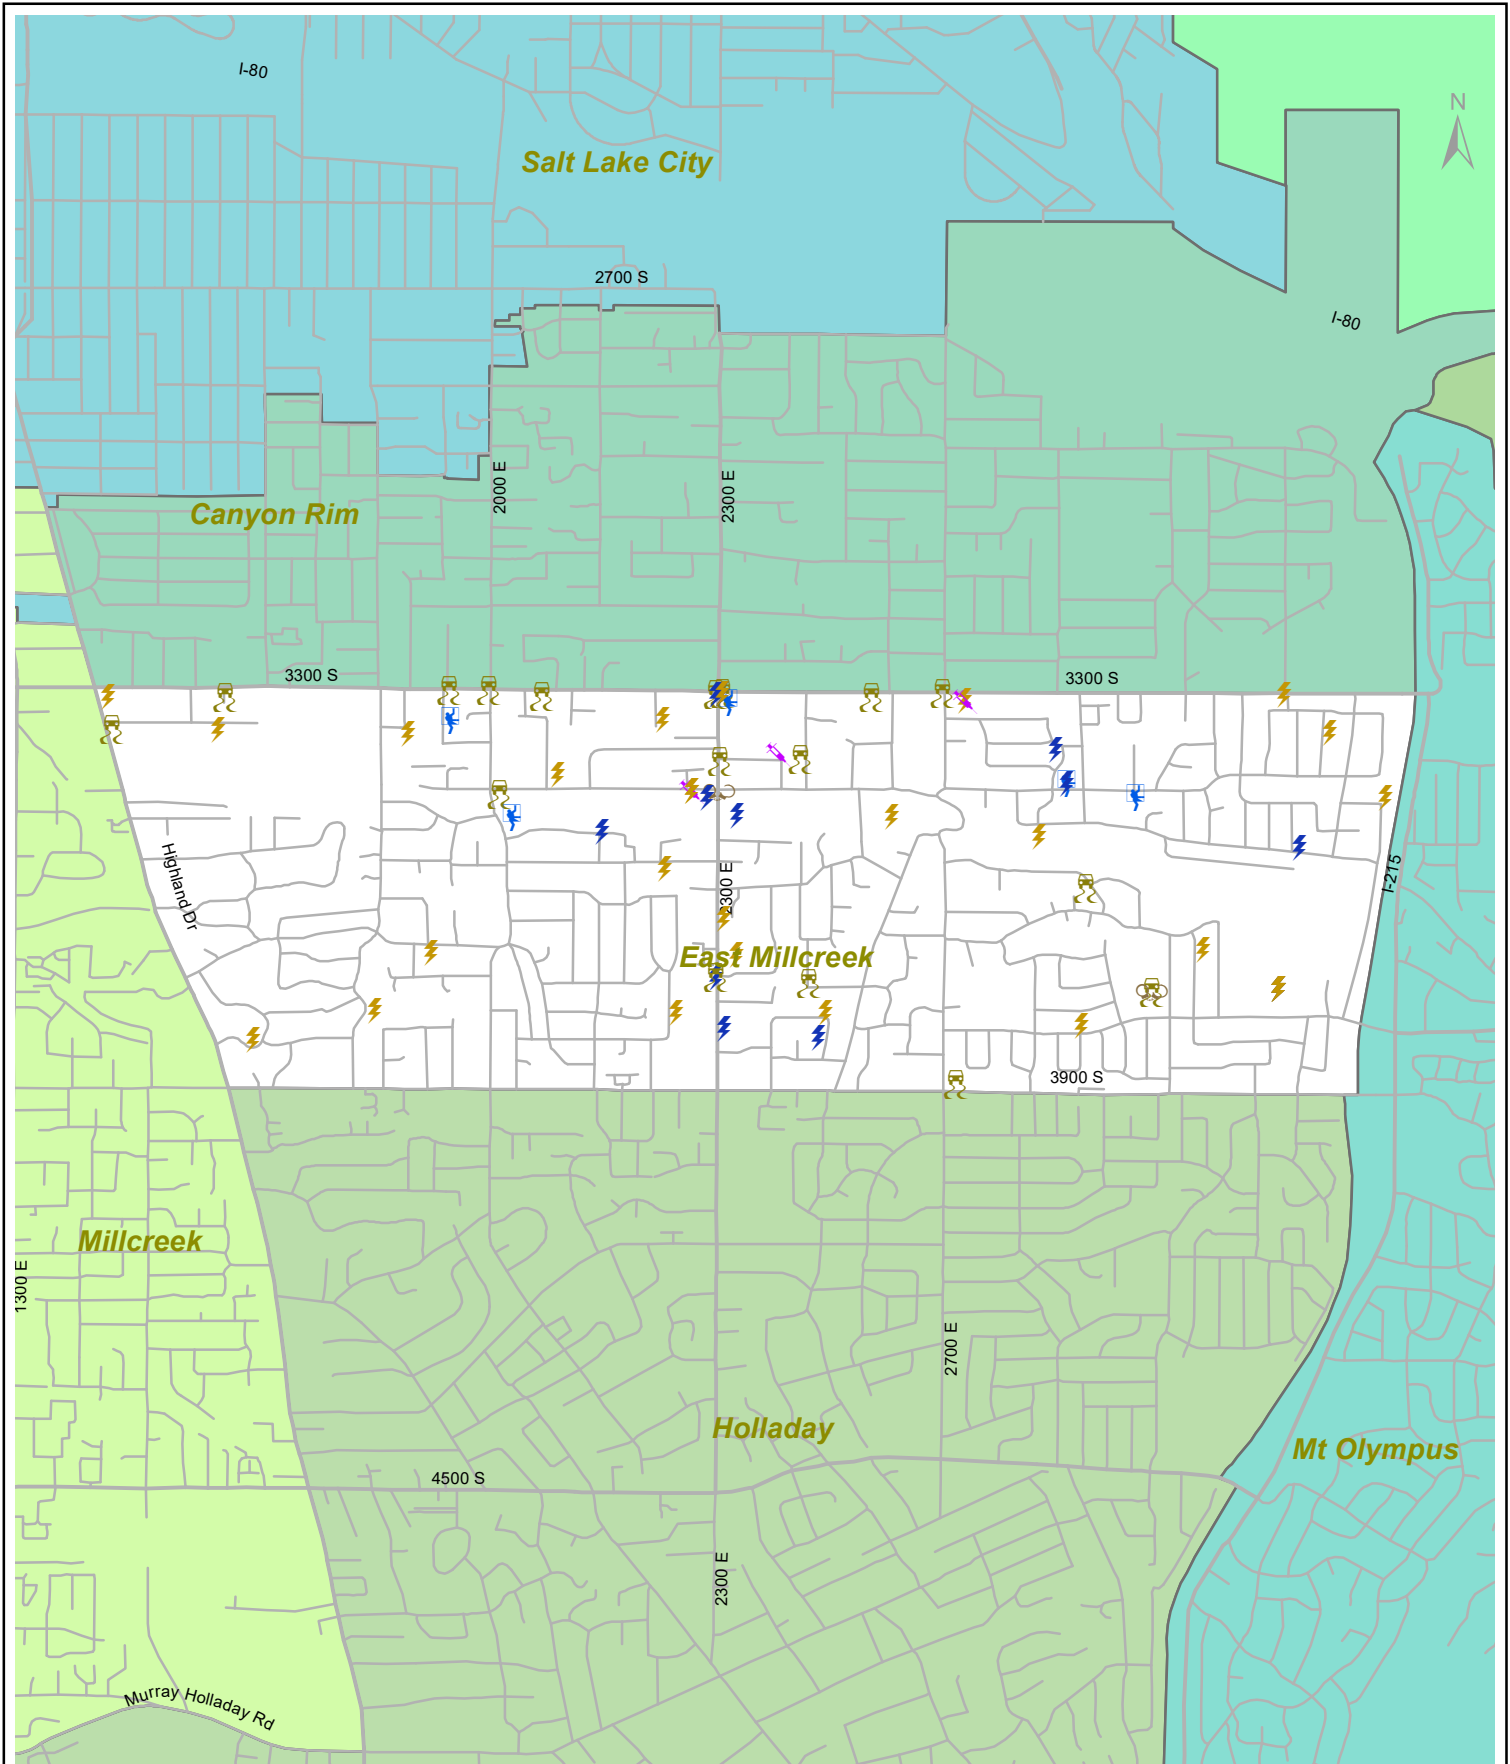 I-80
N
Salt Lake City
2700 S
I-80
2000 E
2300 E
Canyon Rim
3300 S
3300 S
Highland Dr
2300 E
I-215
East Millcreek
3900 S
Millcreek
1300 E
2700 E
Holladay
Mt Olympus
4500 S
2300 E
Murray Holladay Rd